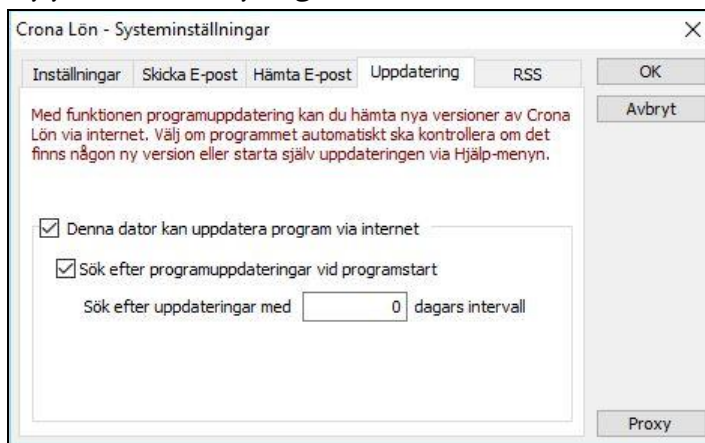 Crona Lön - Systeminställningar
Inställningar Skicka E-post Hämta E-post Uppdatering RSS
OK
Avbryt
Med funktionen programuppdatering kan du hämta nya versioner av Crona
Lön via internet. Välj om programmet automatiskt ska kontrollera om det
finns någon ny version eller starta själv uppdateringen via Hjälp-menyn.
Denna dator kan uppdatera program via internet
Sök efter programuppdateringar vid programstart
Sök efter uppdateringar med 0 dagars intervall
Proxy